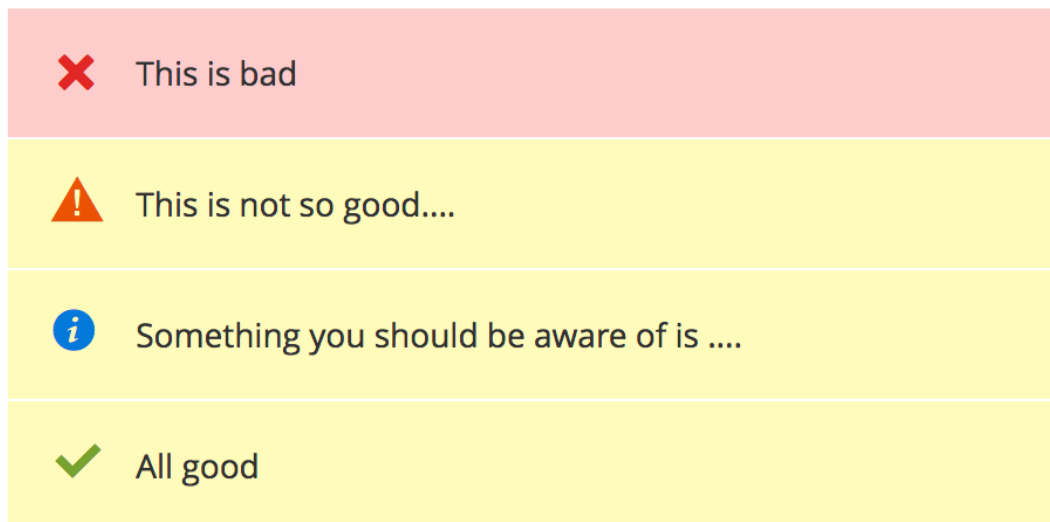 This is bad
This is not so good....
Something you should be aware of is ....
All good